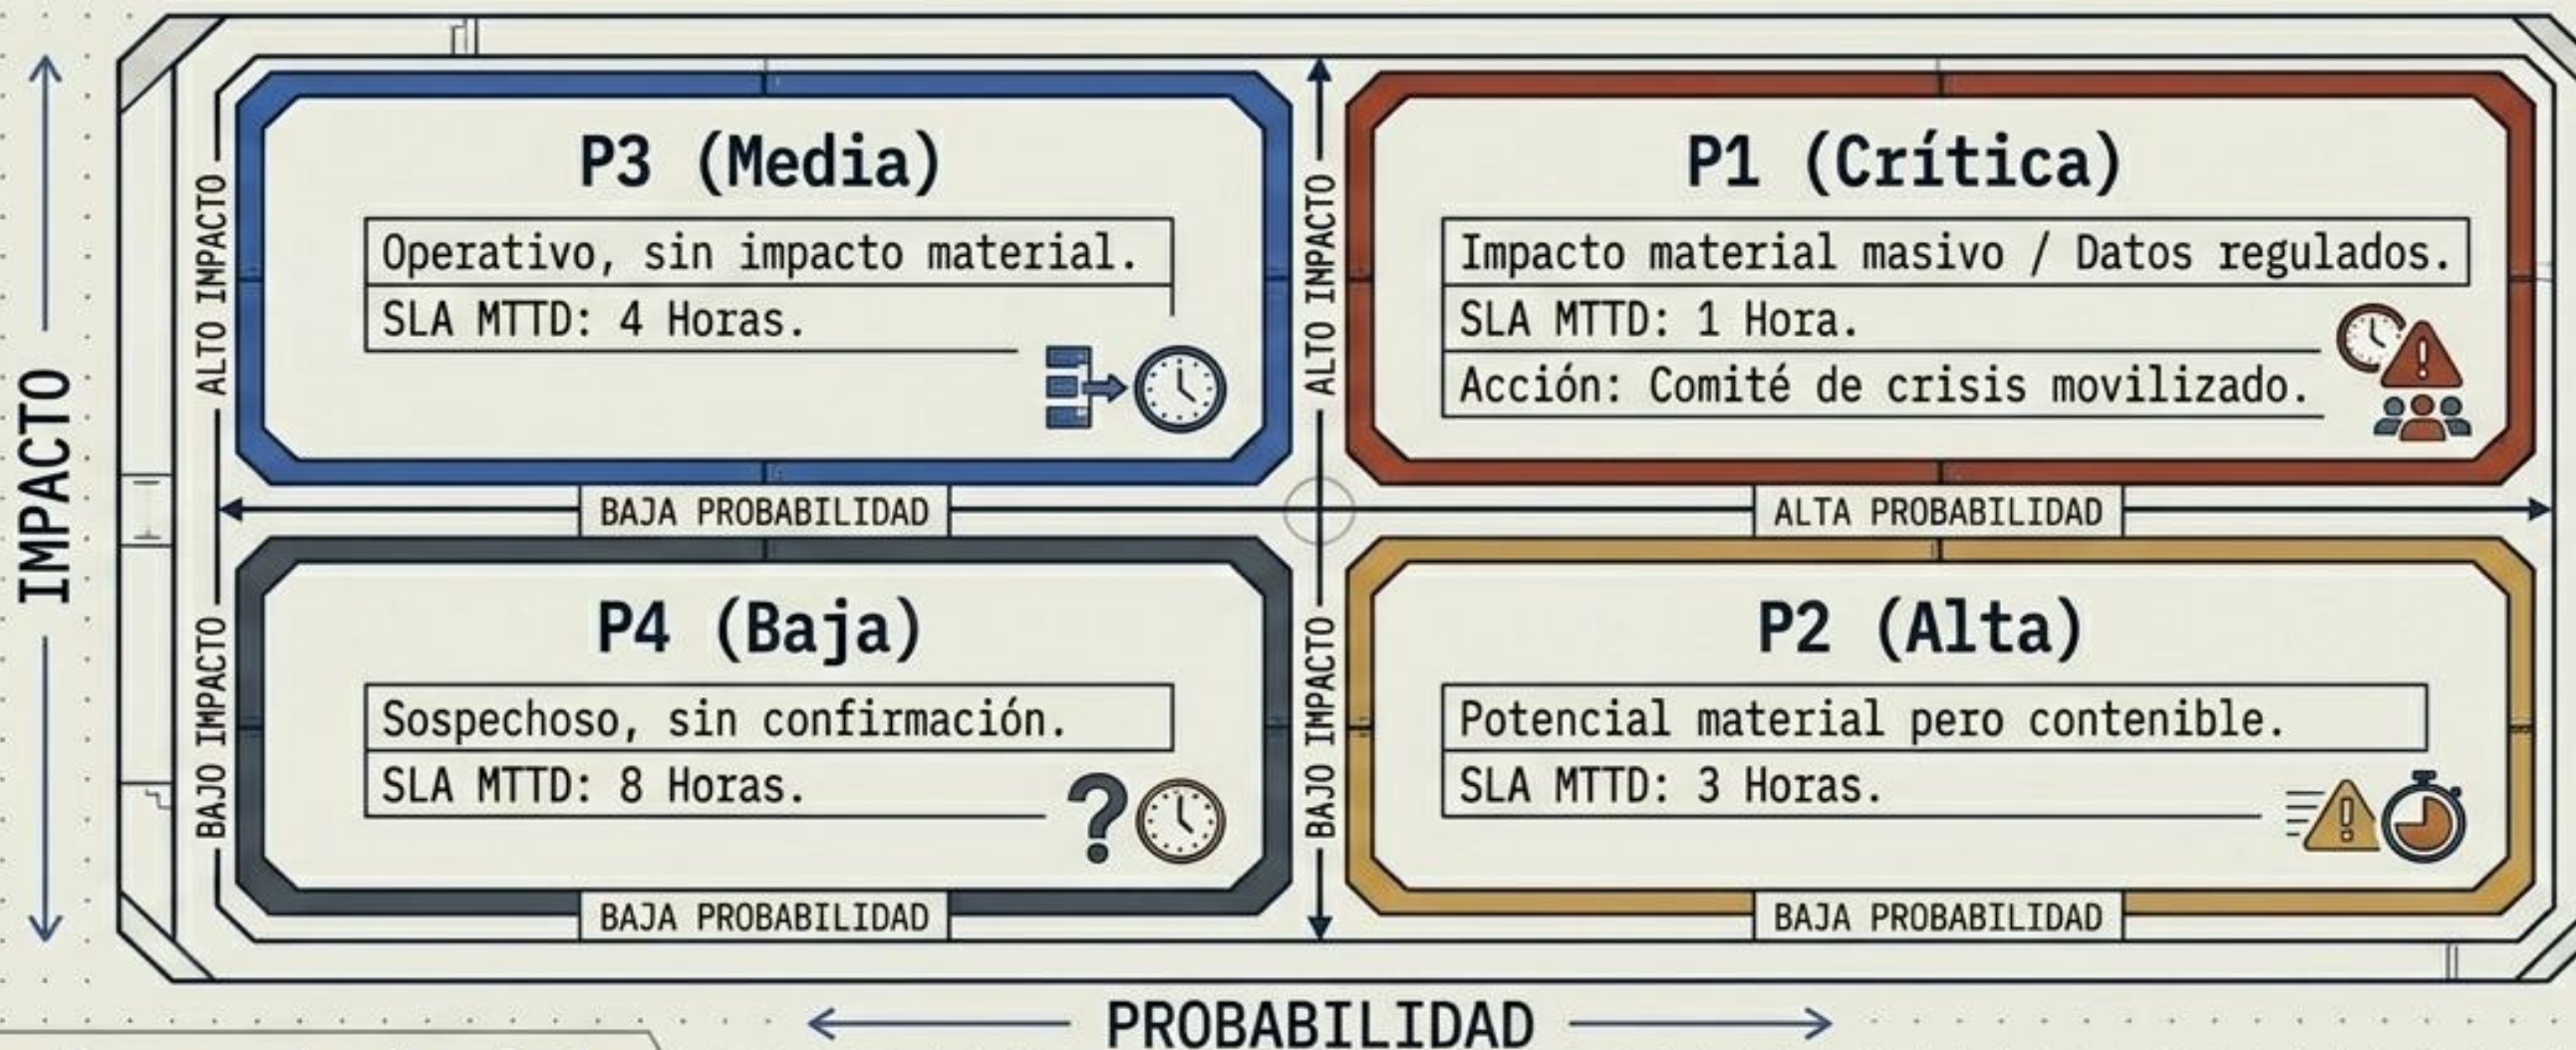 IMPACTO
ALTO IMPACTO
BAJO IMPACTO
P3 (Media)
Operativo, sin impacto material.
SLA MTTD: 4 Horas.
ALTO IMPACTO
P1 (Crítica)
Impacto material masivo / Datos regulados.
SLA MTTD: 1 Hora.
Acción: Comité de crisis movilizado.
BAJA PROBABILIDAD
ALTA PROBABILIDAD
P4 (Baja)
Sospechoso, sin confirmación.
SLA MTTD: 8 Horas.
BAJO IMPACTO
P2 (Alta)
Potencial material pero contenible.
SLA MTTD: 3 Horas.
BAJA PROBABILIDAD
BAJA PROBABILIDAD
PROBABILIDAD